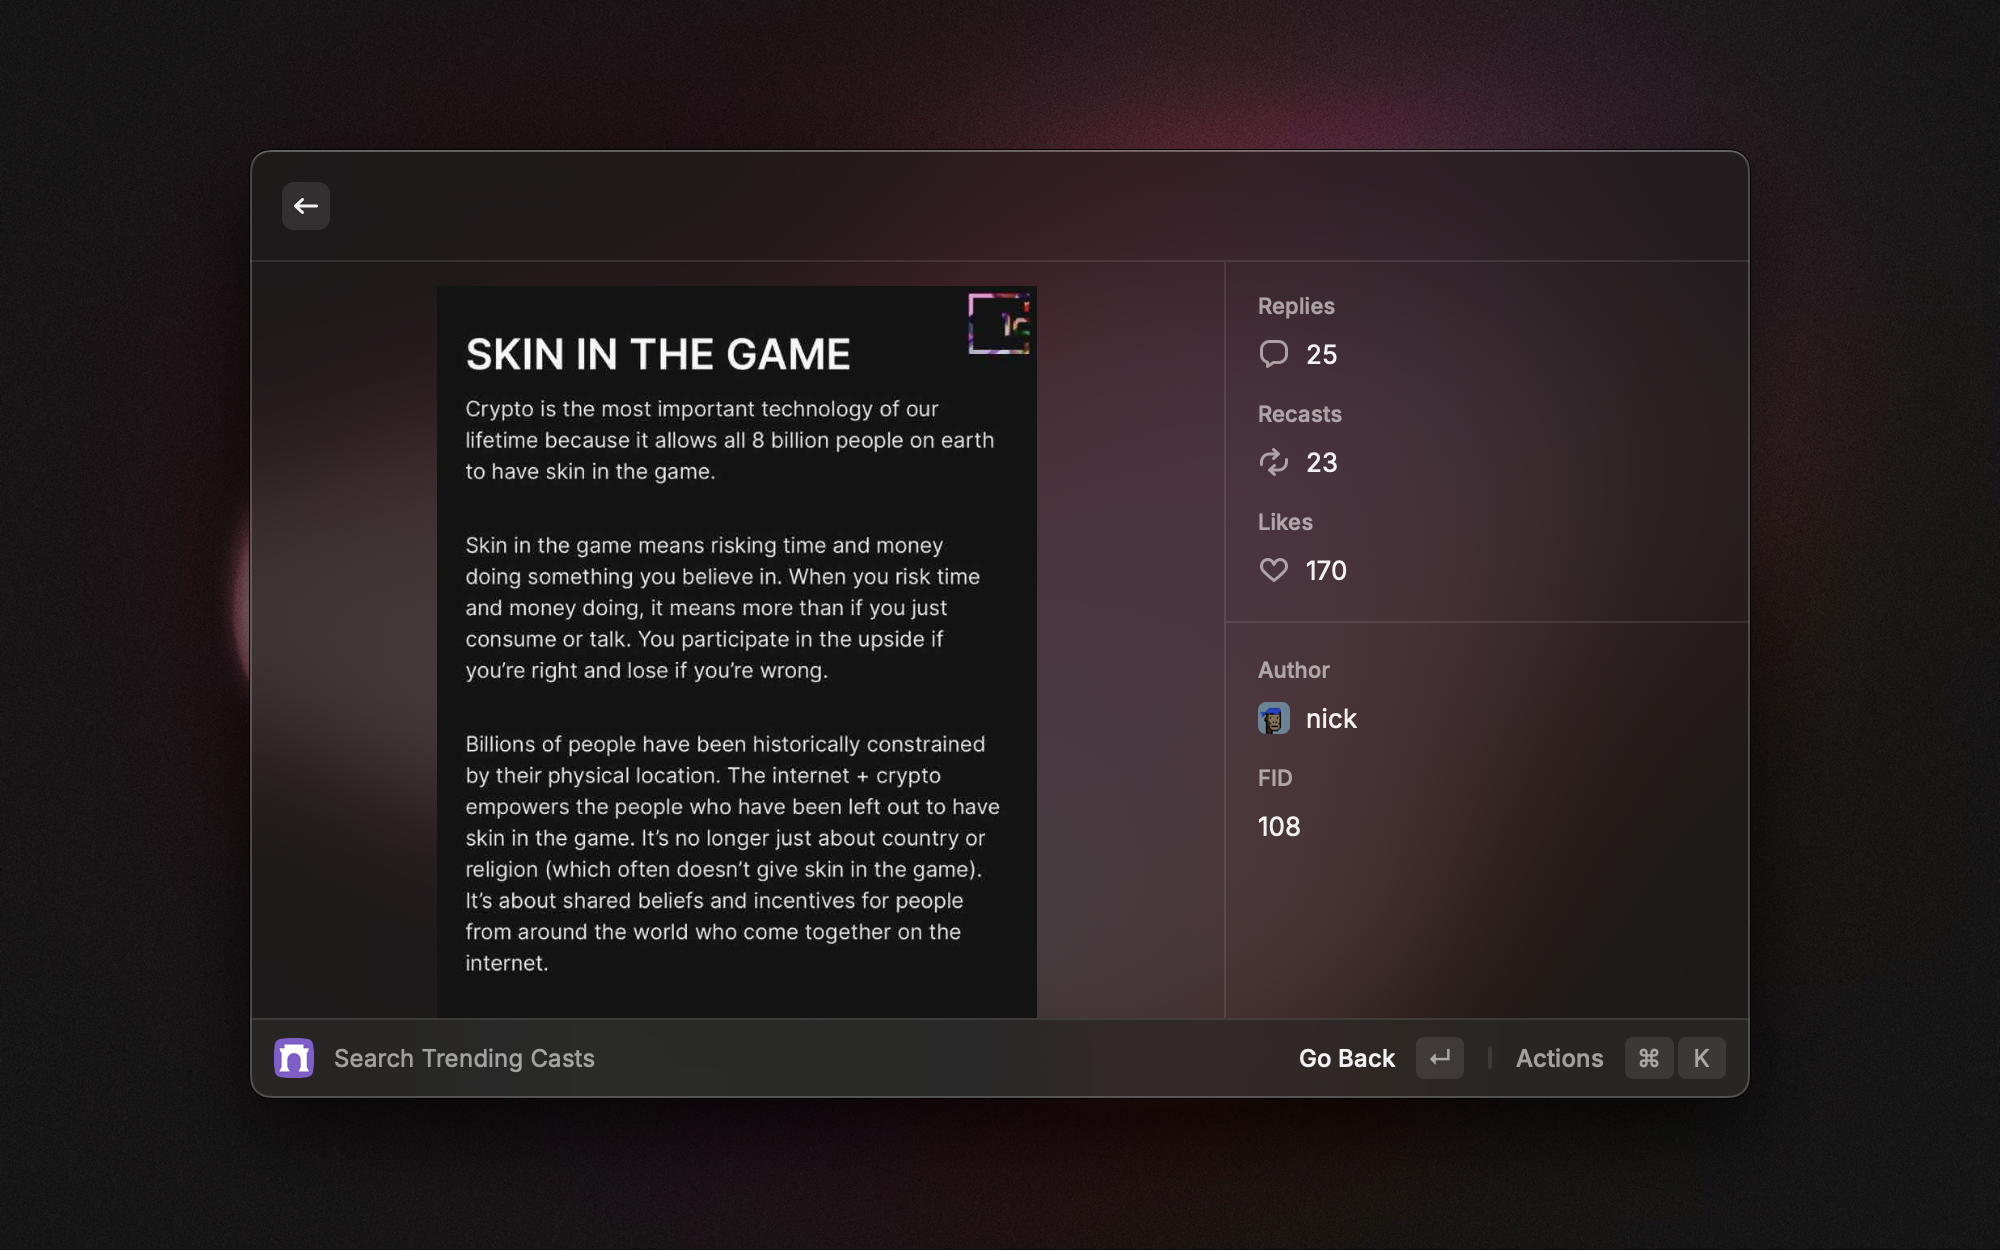 SKIN IN THE GAME
Crypto is the most important technology of our
lifetime because it allows all 8 billion people on earth
to have skin in the game.
Skin in the game means risking time and money
doing something you believe in. When you risk time
and money doing, it means more than if you just
consume or talk. You participate in the upside if
you’re right and lose if you’re wrong.
Billions of people have been historically constrained
by their physical location. The internet + crypto
empowers the people who have been left out to have
skin in the game. It’s no longer just about country or
religion (which often doesn’t give skin in the game).
It’s about shared beliefs and incentives for people
from around the world who come together on the
internet.
Replies
25
Recasts
23
Likes
170
Author
nick
FID
108
Search Trending Casts
Go Back
Actions
⌘ K